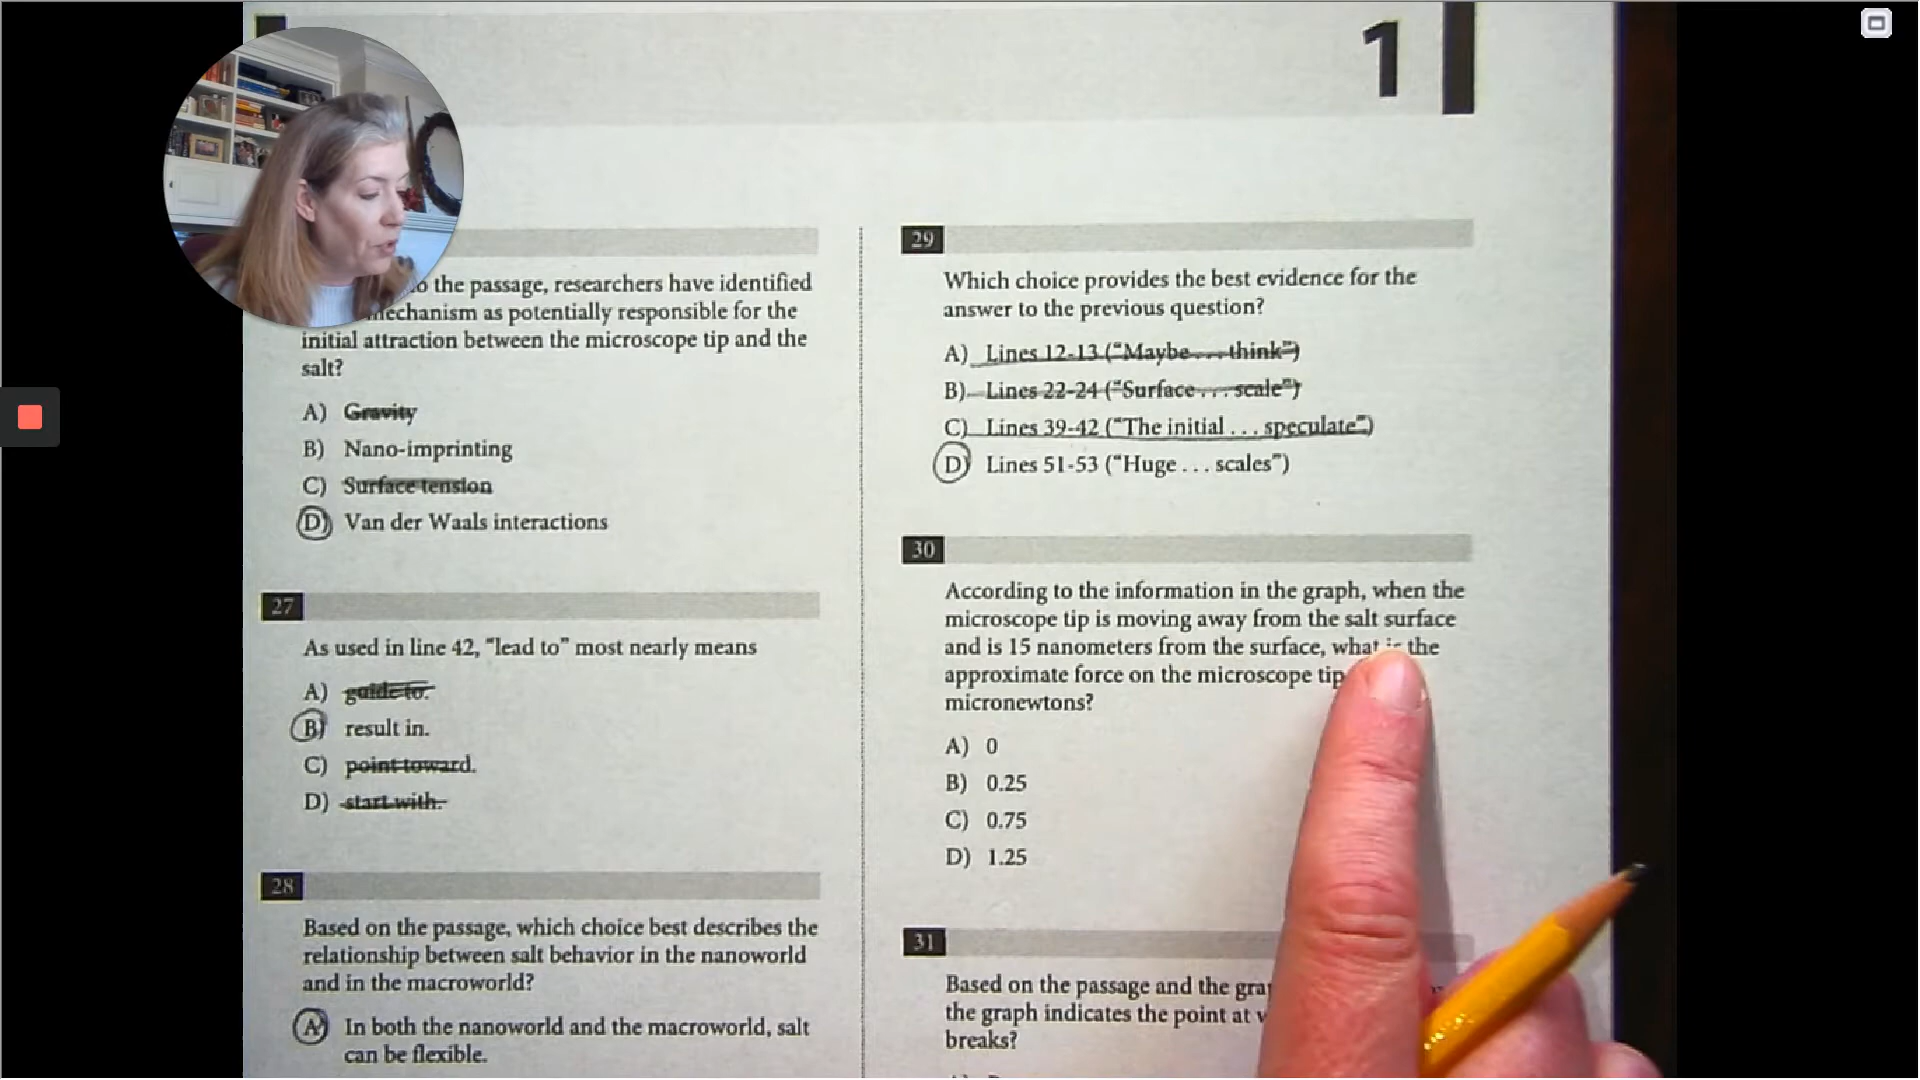 1
to the passage, researchers have identified
mechanism as potentially responsible for the
initial attraction between the microscope tip and the
salt?
A) Gravity
B) Nano-imprinting
C) Surface tension
D) Van der Waals interactions
27
As used in line 42, “lead to” most nearly means
A) guide to.
B) result in.
C) point toward.
D) start with.
28
Based on the passage, which choice best describes the
relationship between salt behavior in the nanoworld
and in the macroworld?
A) In both the nanoworld and the macroworld, salt
can be flexible.
29
Which choice provides the best evidence for the
answer to the previous question?
A) Lines 12-13 (“Maybe . . . think”)
B) Lines 22-24 (“Surface . . . scale”)
C) Lines 39-42 (“The initial . . . speculate”)
D) Lines 51-53 (“Huge . . . scales”)
30
According to the information in the graph, when the
microscope tip is moving away from the salt surface
and is 15 nanometers from the surface, what is the
approximate force on the microscope tip
micronewtons?
A) 0
B) 0.25
C) 0.75
D) 1.25
31
Based on the passage and the
the graph indicates the point at
breaks?